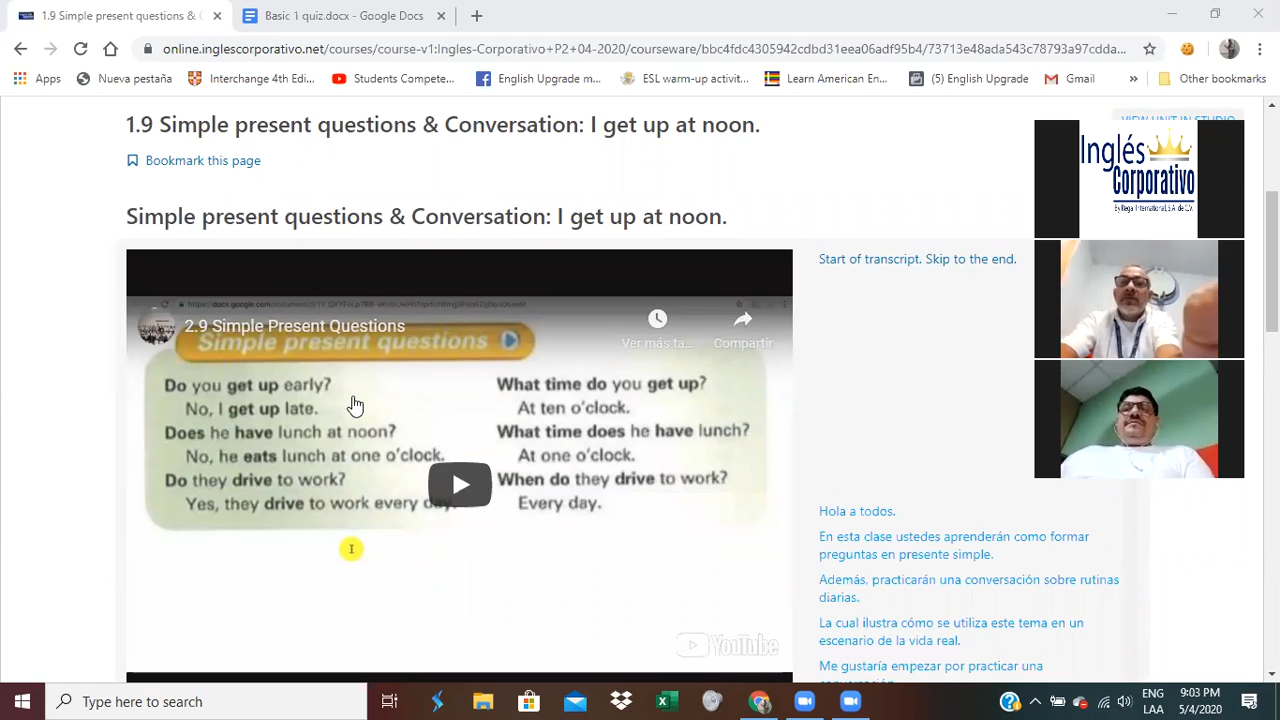 1.9 Simple present questions & C
Basic 1 quiz.docx - Google Docs
online.inglescorporativo.net/courses/course-v1:Ingles-Corporativo+P2+04-2020/courseware/bbc4fdc4305942cdbd31eea06adf95b4/73713e48ada543c78793a97cdda...
Apps
Nueva pestaña
Interchange 4th Edi...
Students Compete...
English Upgrade m...
ESL warm-up activit...
Learn American En...
(5) English Upgrade
Gmail
»
Other bookmarks
1.9 Simple present questions & Conversation: I get up at noon.
VIEW UNIT IN STUDIO
Bookmark this page
Inglés
Corporativo
Simple present questions & Conversation: I get up at noon.
Start of transcript. Skip to the end.
2.9 Simple Present Questions
Ver más ta...
Compartir
Simple present questions
Do you get up early?
No, I get up late.
Does he have lunch at noon?
No, he eats lunch at one o'clock.
Do they drive to work?
Yes, they drive to work every day.
What time do you get up?
At ten o'clock.
What time does he have lunch?
At one o'clock.
When do they drive to work?
Every day.
YouTube
Hola a todos.
En esta clase ustedes aprenderán como formar
preguntas en presente simple.
Además, practicarán una conversación sobre rutinas
diarias.
La cual ilustra cómo se utiliza este tema en un
escenario de la vida real.
Me gustaría empezar por practicar una
Type here to search
ENG
LAA
9:03 PM
5/4/2020